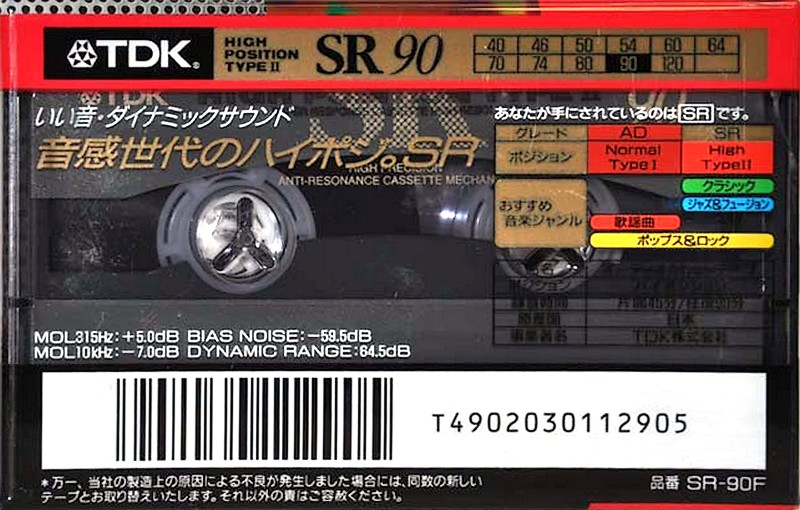 TDK HIGH POSITION TYPE II SR 90
40 46 50 54 60 64
70 74 80 90 120
いい音・ダイナミックサウンド
音感世代のハイポジ。SR
HIGH PRECISION
ANTI-RESONANCE CASSETTE MECHAN
あなたが手にされているのはSRです。
グレード AD SR
ポジション Normal Type I High Type II
おすすめ音楽ジャンル
クラシック
ジャズ&フュージョン
歌謡曲
ポップス&ロック
原産国 日本
事業者名 TDK株式会社
MOL315Hz:+5.0dB BIAS NOISE:-59.5dB
MOL10kHz:-7.0dB DYNAMIC RANGE:64.5dB
T4902030112905
*万一、当社の製造上の原因による不良が発生しました場合には、同数の新しい
テープとお取り替えいたします。それ以外の責はご容赦ください。
品番 SR-90F